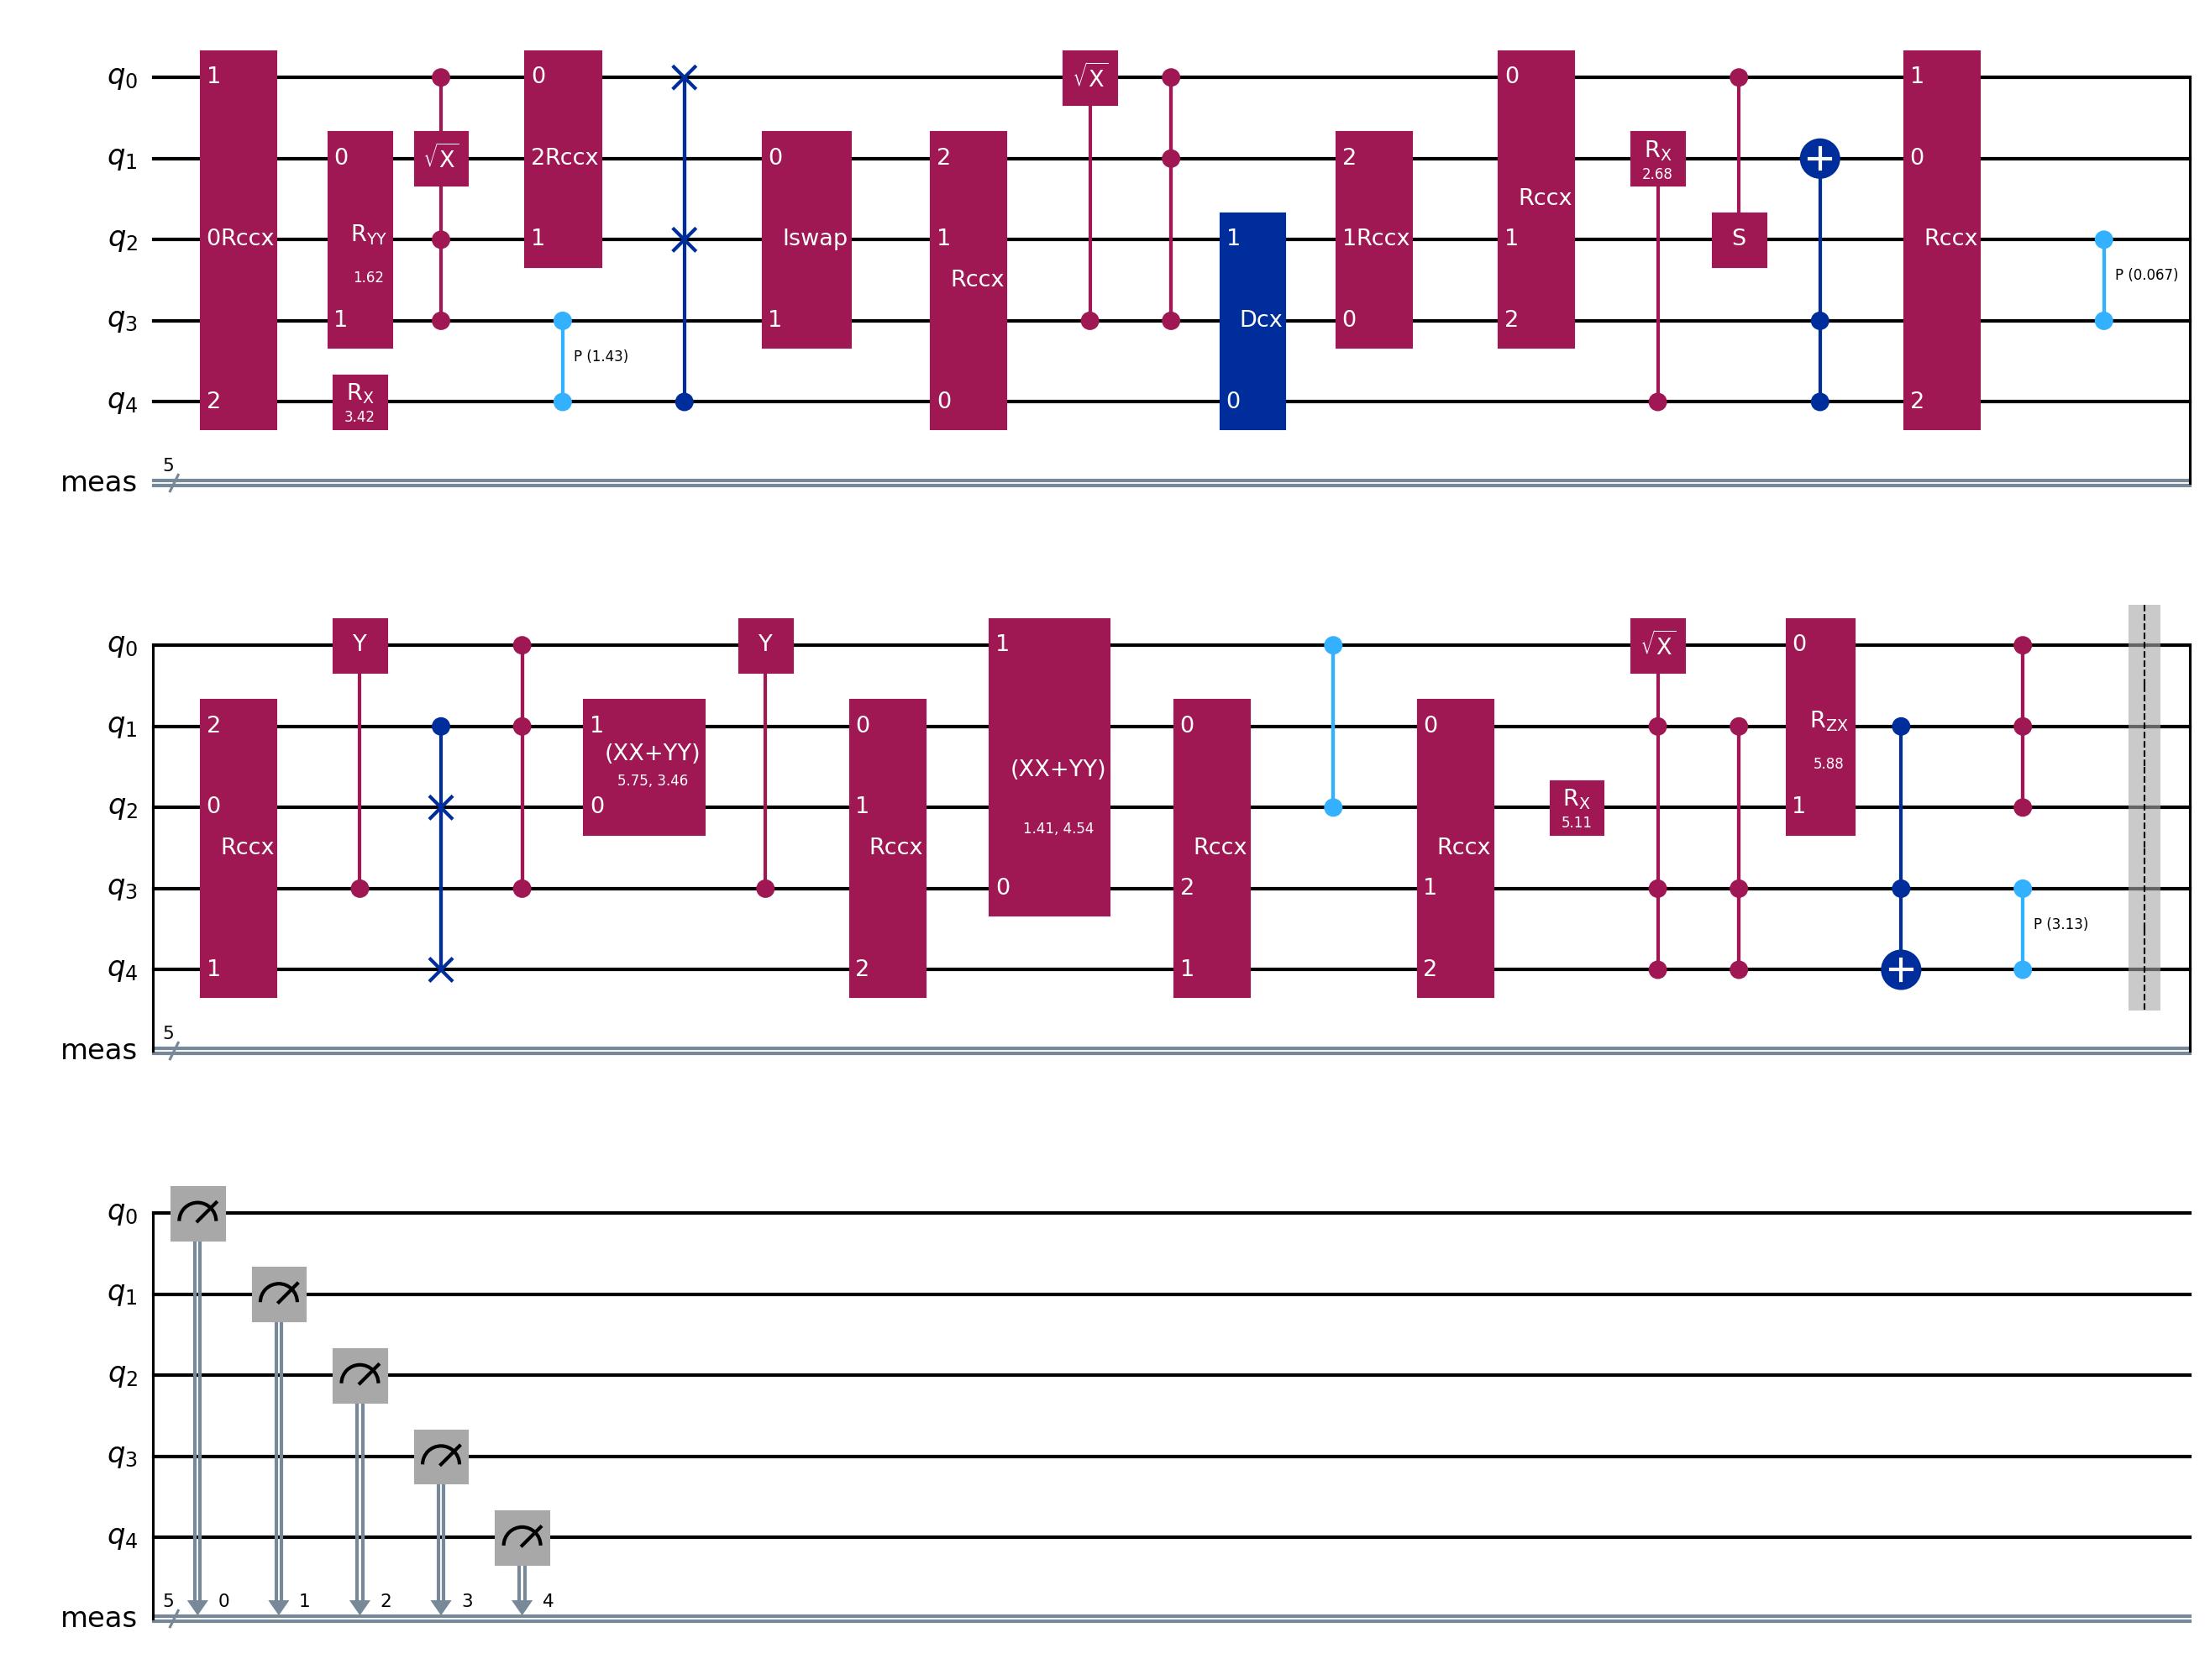 q0 1 0 √X 0 1
q1 0 √X 2Rccx 0 2 2 RX 2.68 0
q2 0Rccx RYY 1.62 1 Iswap 1 Rccx 1 1Rccx Rccx 1 S Rccx
q3 1 P (1.43) 1 Dcx 0 2 P (0.067)
q4 2 RX 3.42 0 0 2
meas 5
q0 Y Y 1 √X 0
q1 2 1 (XX+YY) 5.75, 3.46 0 (XX+YY) 0 0 RZX 5.88
q2 0 Rccx 0 1 Rccx 1.41, 4.54 Rccx Rccx RX 5.11 1
q3 0 2 1 P (3.13)
q4 1 2 1 2
meas 5
q0
q1
q2
q3
q4
meas 5 0 1 2 3 4